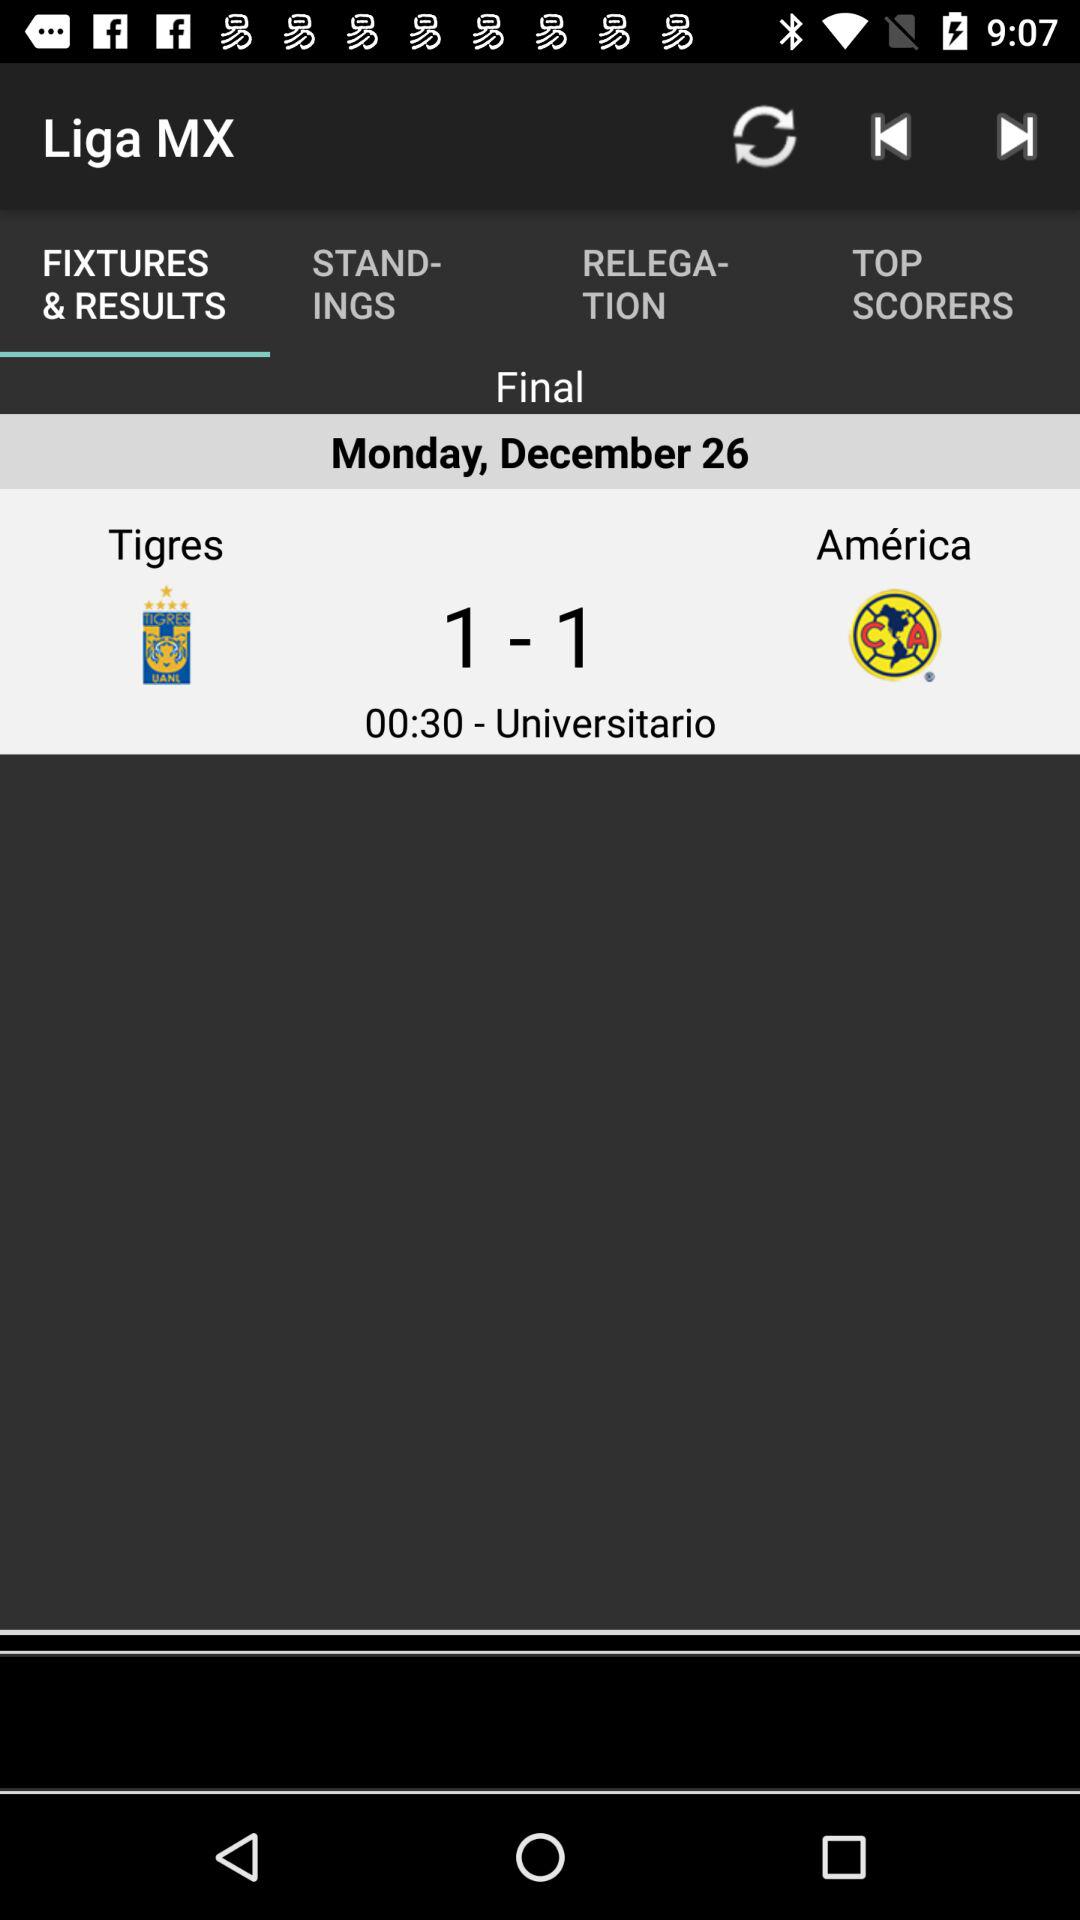 9:07
Liga MX
FIXTURES
& RESULTS
STAND-
INGS
RELEGA-
TION
TOP
SCORERS
Final
Monday, December 26
Tigres
América
TIGRES
UANL
1 - 1
C A
®
00:30 - Universitario